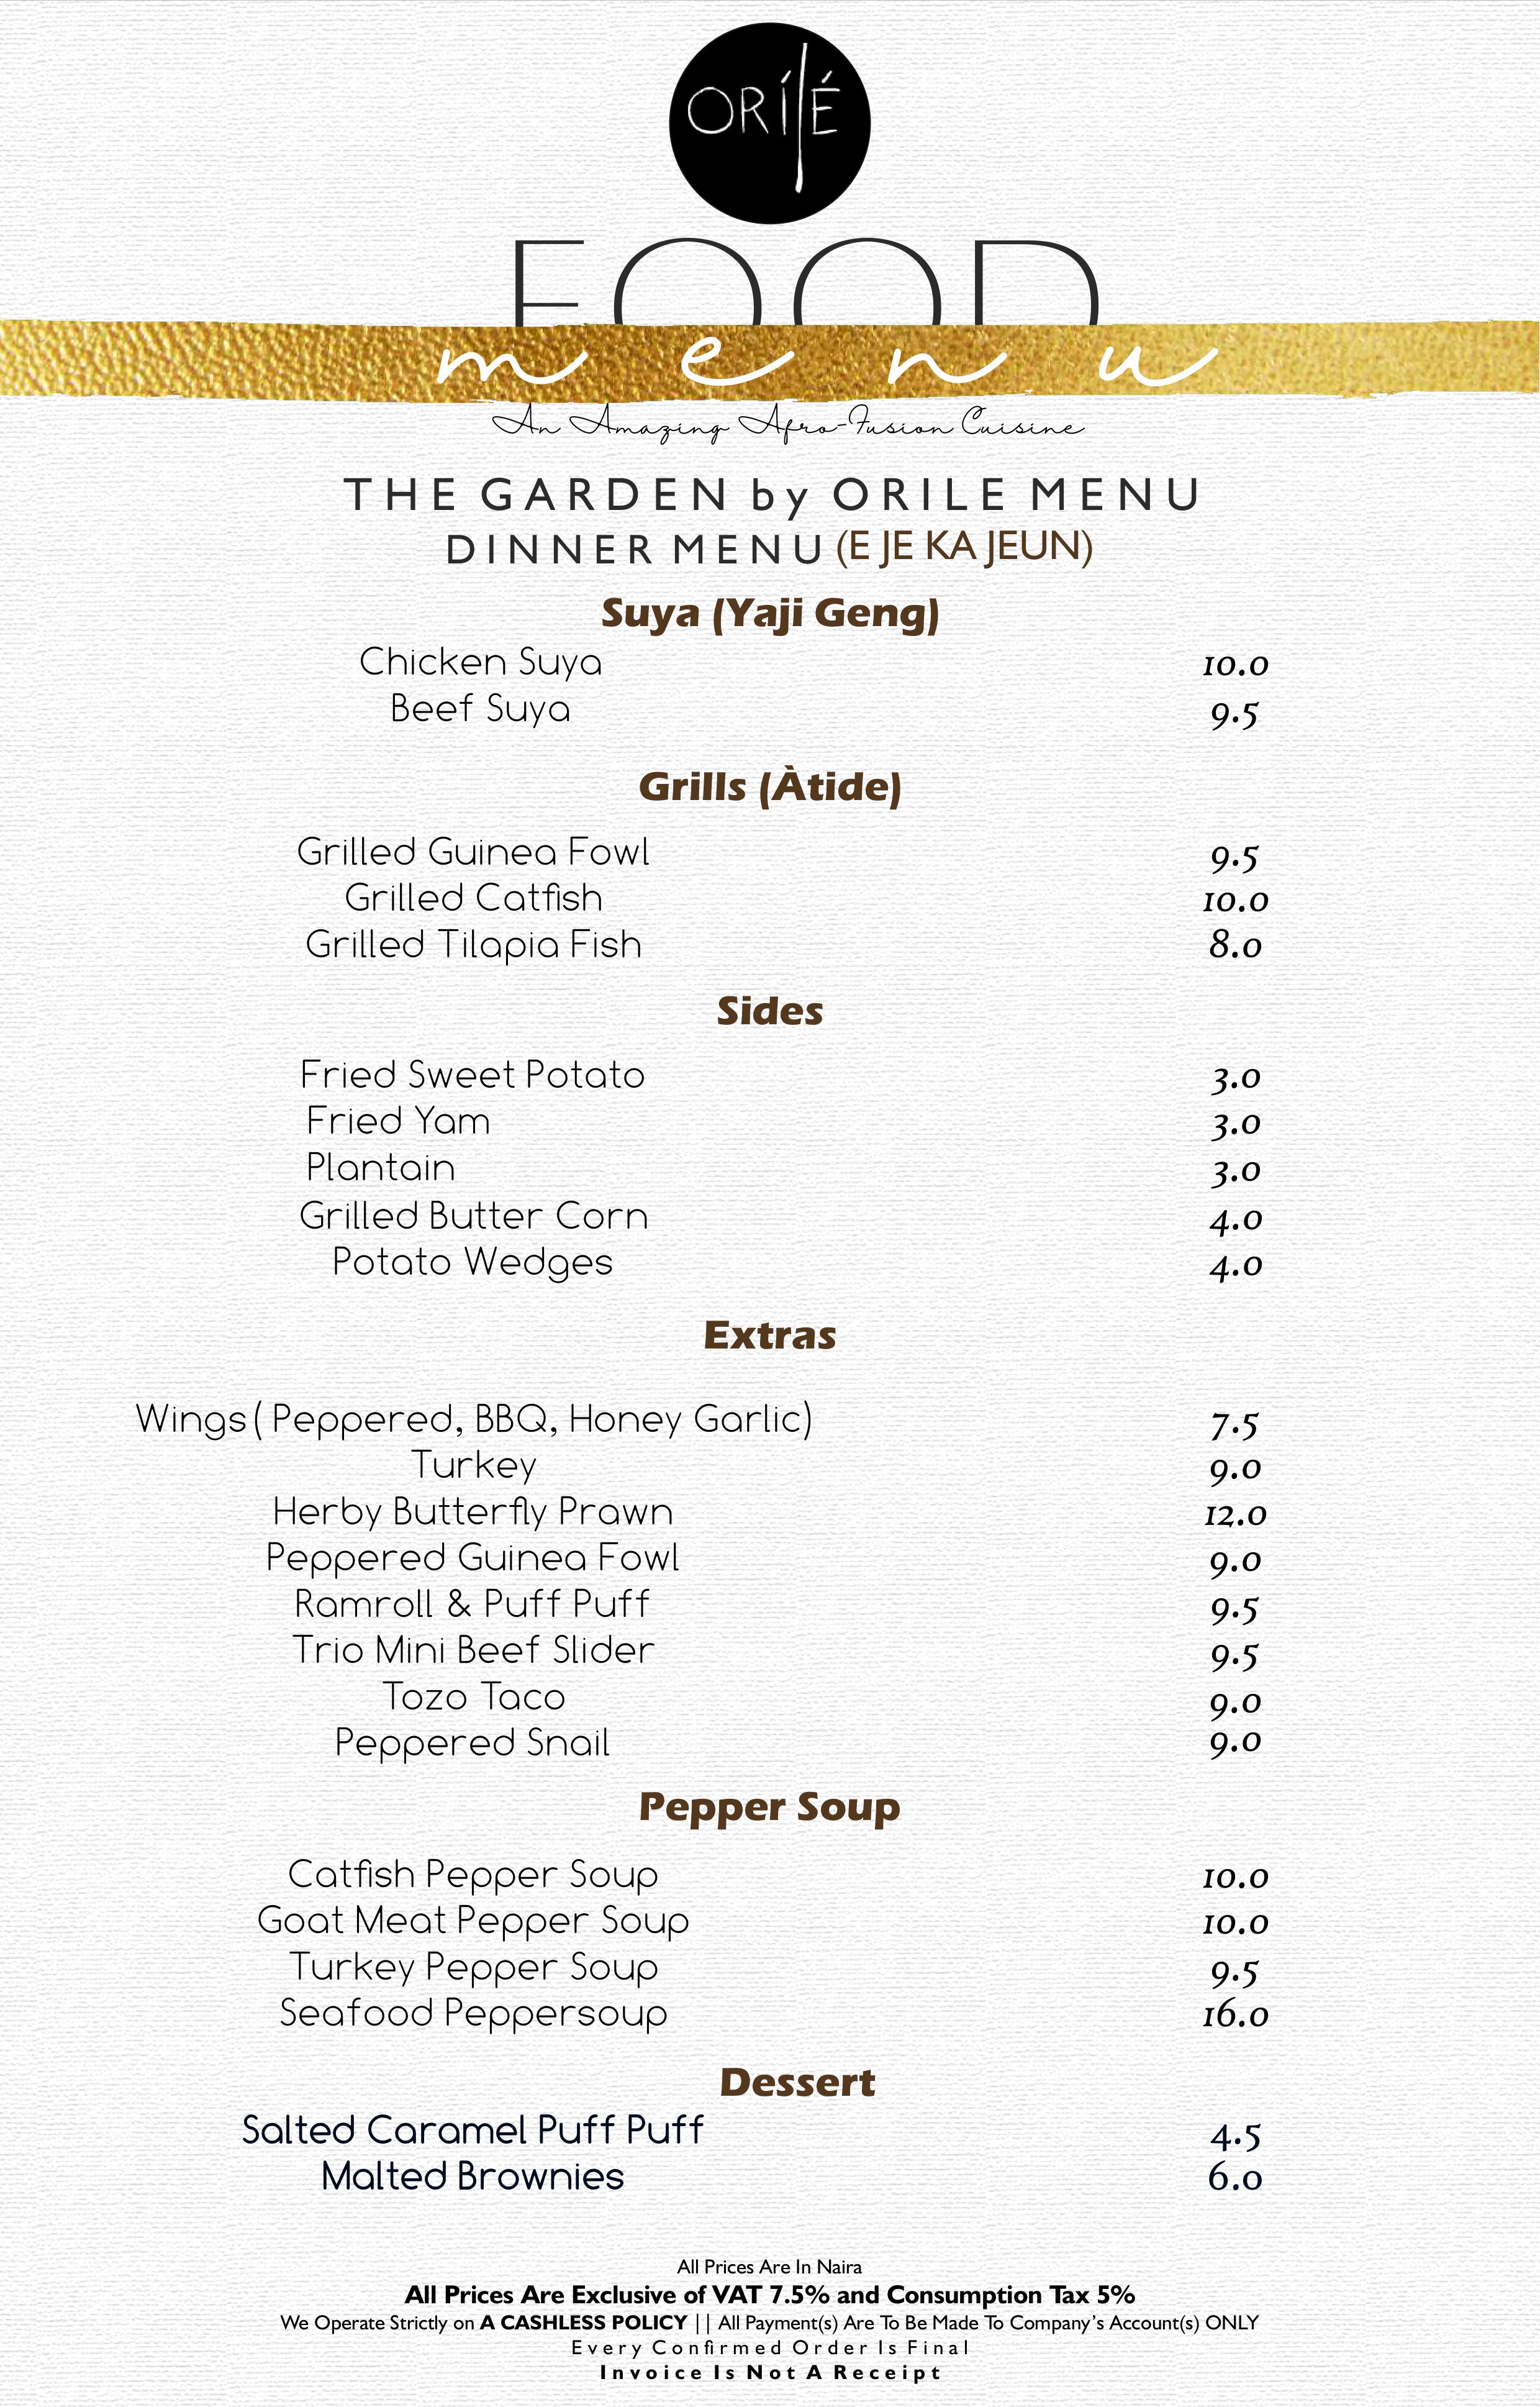 ORÍLÉ
FOOD
menu
An Amazing Afro-Fusion Cuisine
THE GARDEN by ORILE MENU
DINNER MENU (E JE KA JEUN)
Suya (Yaji Geng)
Chicken Suya 10.0
Beef Suya 9.5
Grills (Àtide)
Grilled Guinea Fowl 9.5
Grilled Catfish 10.0
Grilled Tilapia Fish 8.0
Sides
Fried Sweet Potato 3.0
Fried Yam 3.0
Plantain 3.0
Grilled Butter Corn 4.0
Potato Wedges 4.0
Extras
Wings( Peppered, BBQ, Honey Garlic) 7.5
Turkey 9.0
Herby Butterfly Prawn 12.0
Peppered Guinea Fowl 9.0
Ramroll & Puff Puff 9.5
Trio Mini Beef Slider 9.5
Tozo Taco 9.0
Peppered Snail 9.0
Pepper Soup
Catfish Pepper Soup 10.0
Goat Meat Pepper Soup 10.0
Turkey Pepper Soup 9.5
Seafood Peppersoup 16.0
Dessert
Salted Caramel Puff Puff 4.5
Malted Brownies 6.0
All Prices Are In Naira
All Prices Are Exclusive of VAT 7.5% and Consumption Tax 5%
We Operate Strictly on A CASHLESS POLICY || All Payment(s) Are To Be Made To Company's Account(s) ONLY
Every Confirmed Order Is Final
Invoice Is Not A Receipt